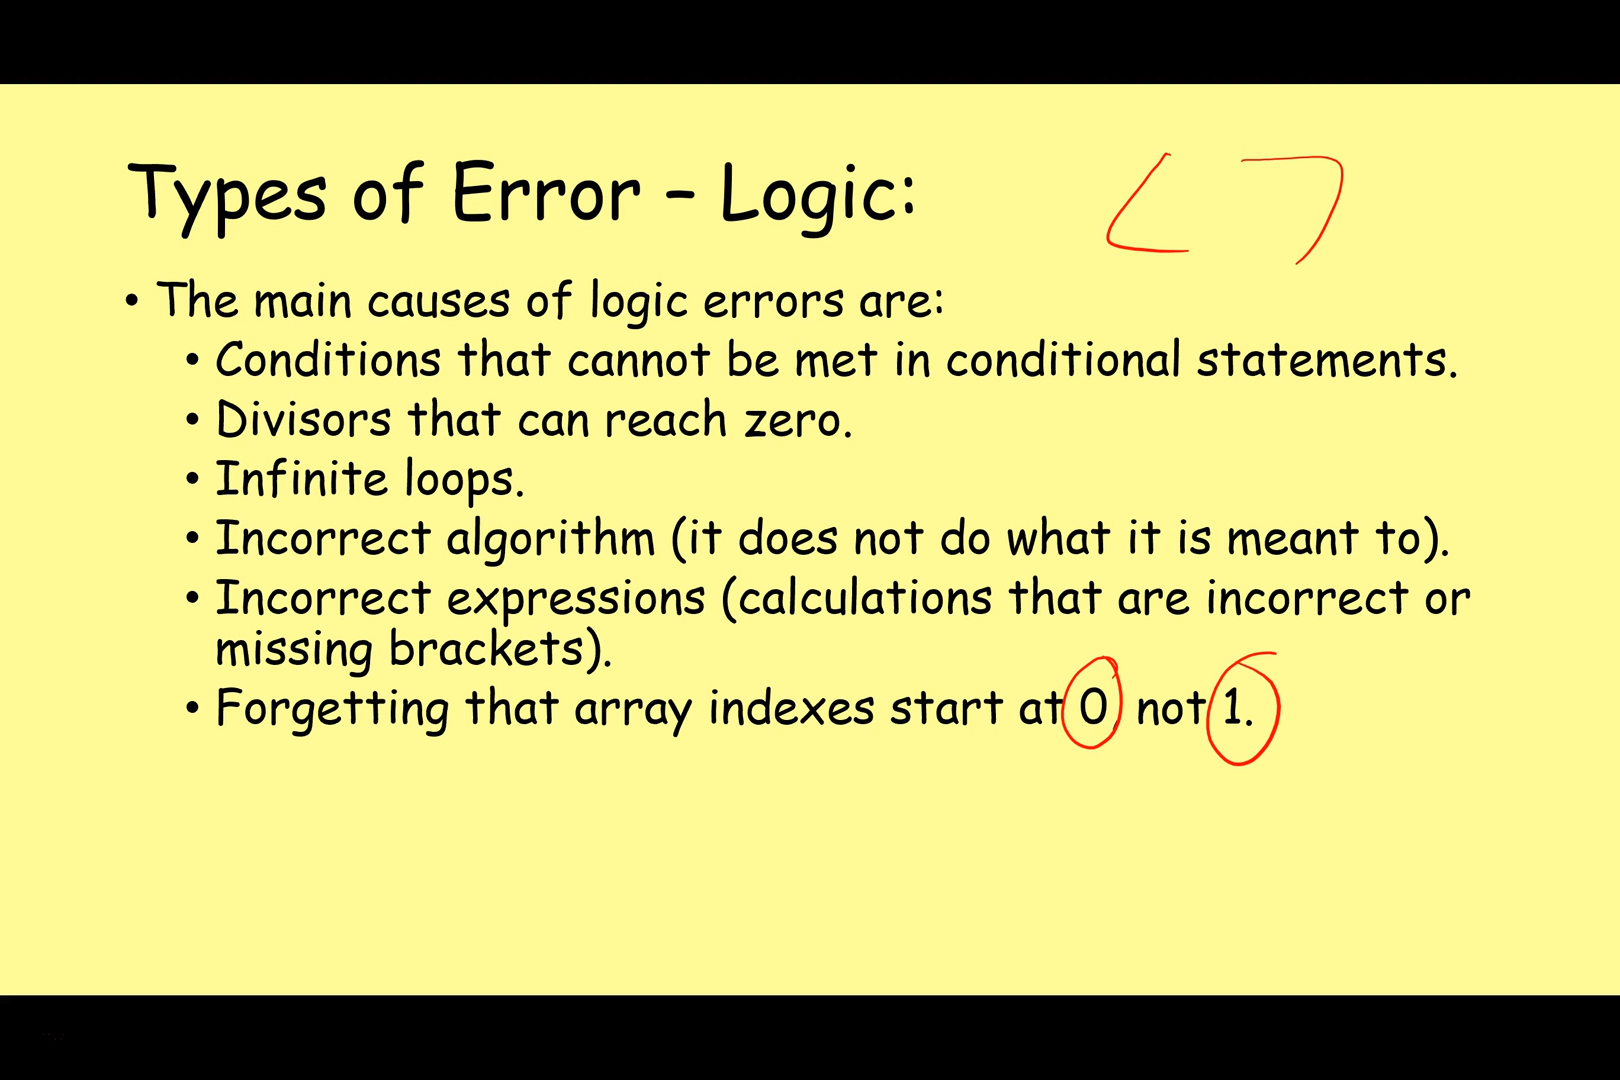 Types of Error – Logic:
• The main causes of logic errors are:
• Conditions that cannot be met in conditional statements.
• Divisors that can reach zero.
• Infinite loops.
• Incorrect algorithm (it does not do what it is meant to).
• Incorrect expressions (calculations that are incorrect or
missing brackets).
• Forgetting that array indexes start at 0, not 1.